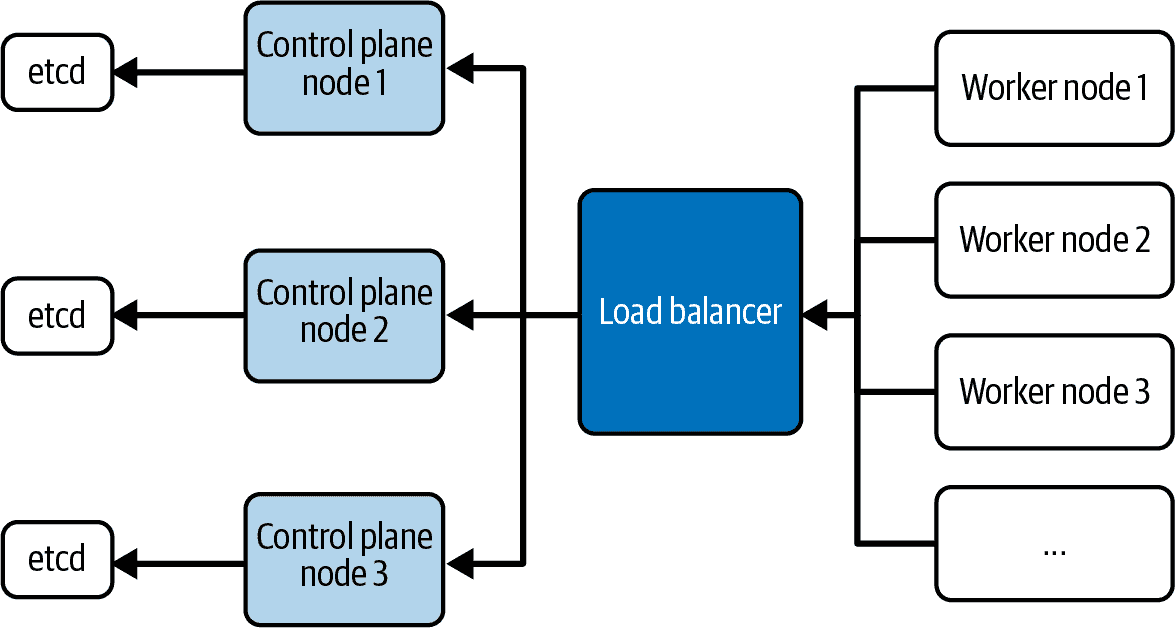 etcd
Control plane
node 1
etcd
Control plane
node 2
etcd
Control plane
node 3
Load balancer
Worker node 1
Worker node 2
Worker node 3
...